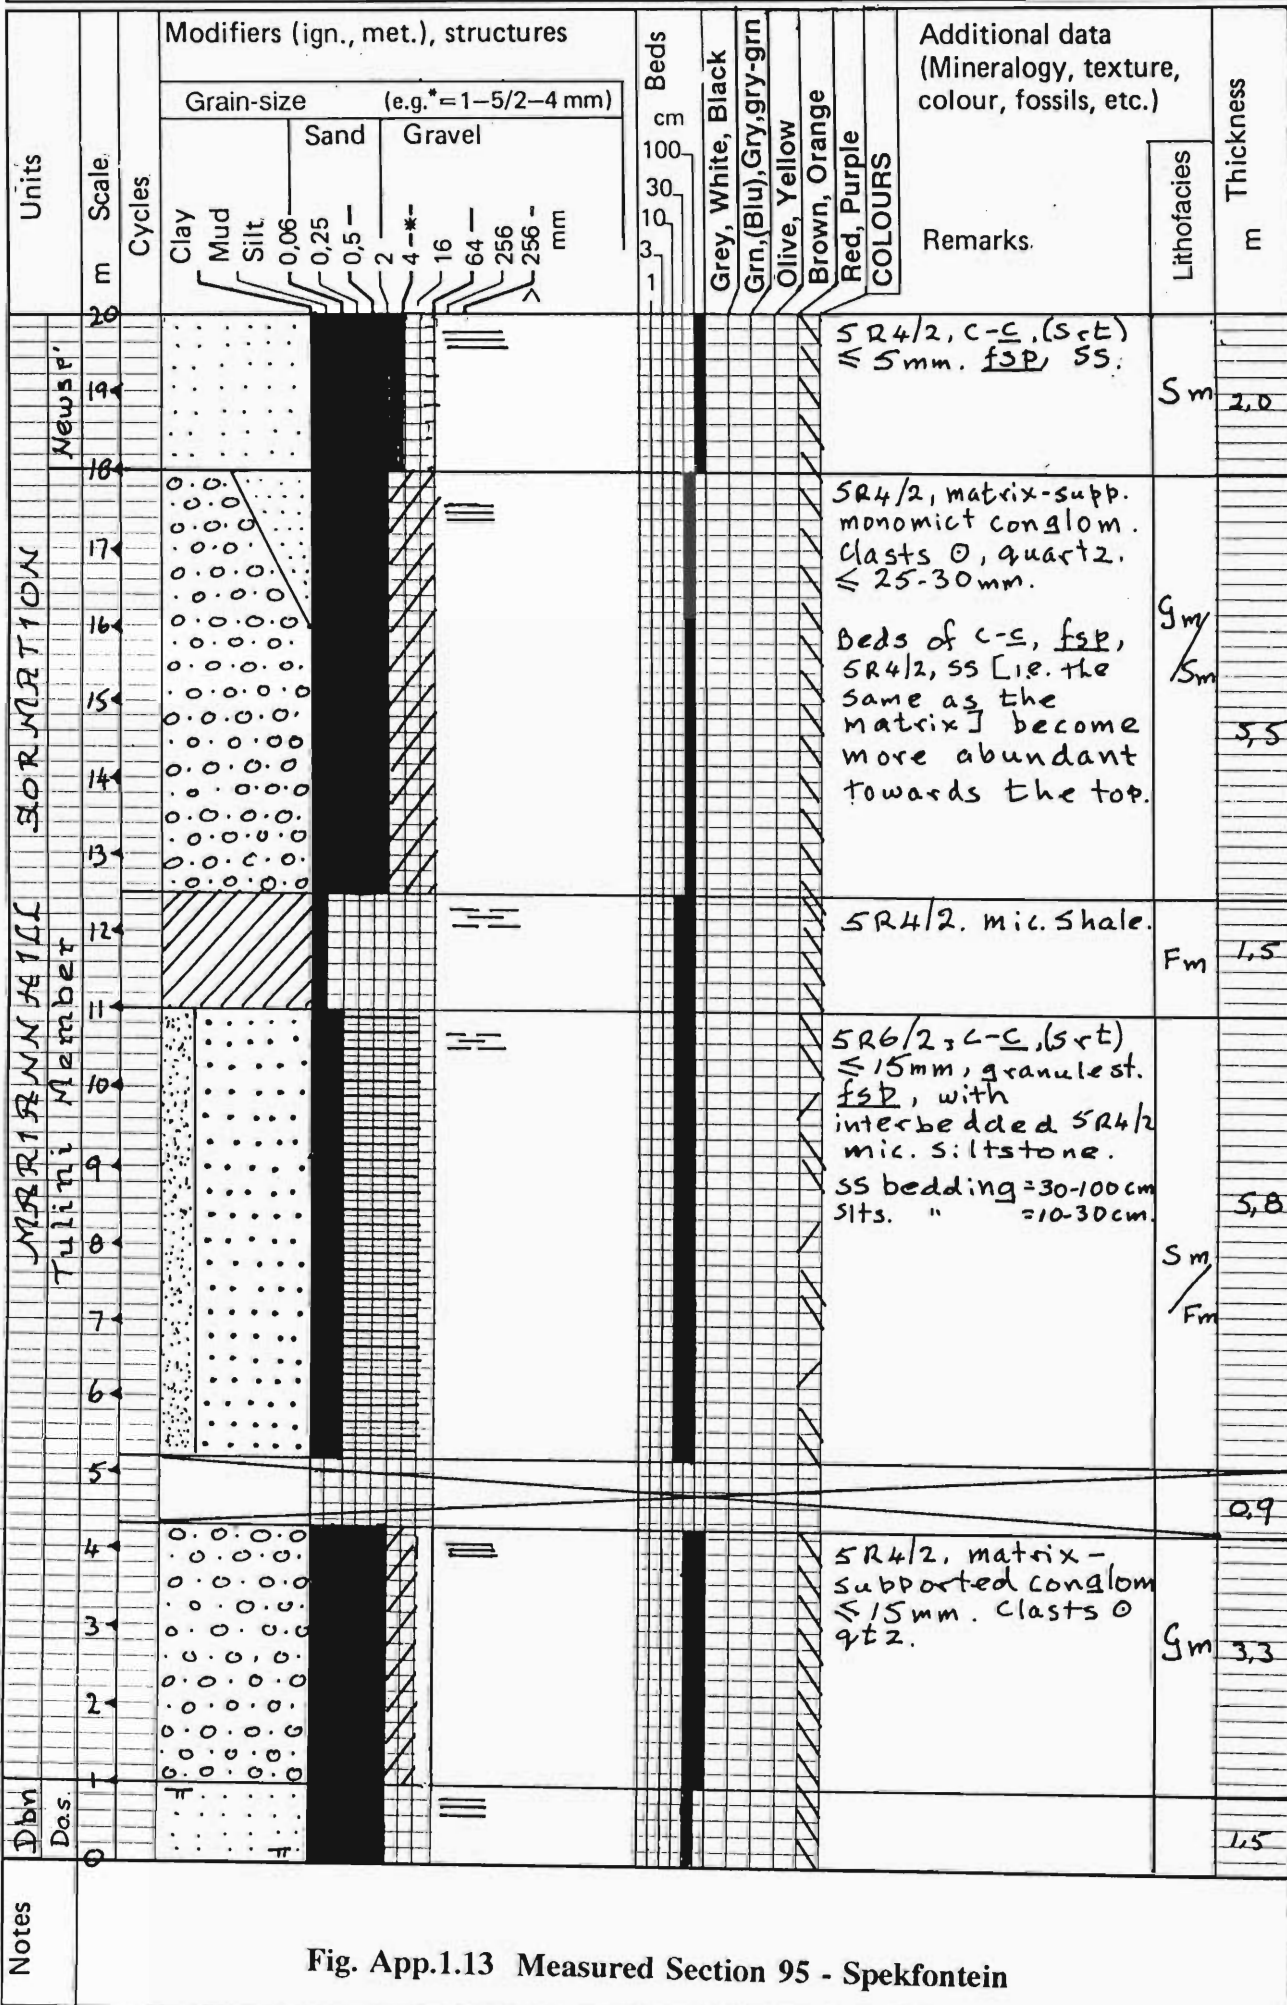 Units
m Scale.
Cycles
Modifiers (ign., met.), structures
Grain-size (e.g.*=1-5/2-4 mm)
Sand Gravel
Clay
Mud
Silt.
0,06
0,25
0,5
2
4-*-
16
64
256
256
>
mm
Beds
cm
100
30
10
3
1
Grey, White, Black
Grn,(Blu),Gry,gry-grn
Olive, Yellow
Brown, Orange
Red, Purple
COLOURS
Additional data
(Mineralogy, texture,
colour, fossils, etc.)
Remarks.
Lithofacies
Thickness
m
MARIANNHILL FORMATION
Newsp'
Tulini Member
Dbn
Das.
20
19
18
17
16
15
14
13
12
11
10
9
8
7
6
5
4
3
2
1
0
5R4/2, C-C, (Srt)
≤ 5mm. fsp, SS.
Sm
2,0
5R4/2, matrix-supp.
monomict conglom.
Clasts ⊙, quartz.
≤ 25-30mm.
Beds of C-C, fsp,
5R4/2, SS [i.e. the
same as the
matrix] become
more abundant
towards the top.
Gm/Sm
5,5
5R4/2. mic. Shale.
Fm
1,5
5R6/2, C-C, (Srt)
≤ 15mm, granulest.
fsp, with
interbedded 5R4/2
mic. siltstone.
SS bedding = 30-100cm
Slts. " = 10-30cm.
Sm/Fm
5,8
0,9
5R4/2, matrix-
supported conglom
≤ 15mm. Clasts ⊙
qtz.
Gm
3,3
1,5
Notes
Fig. App.1.13 Measured Section 95 - Spekfontein